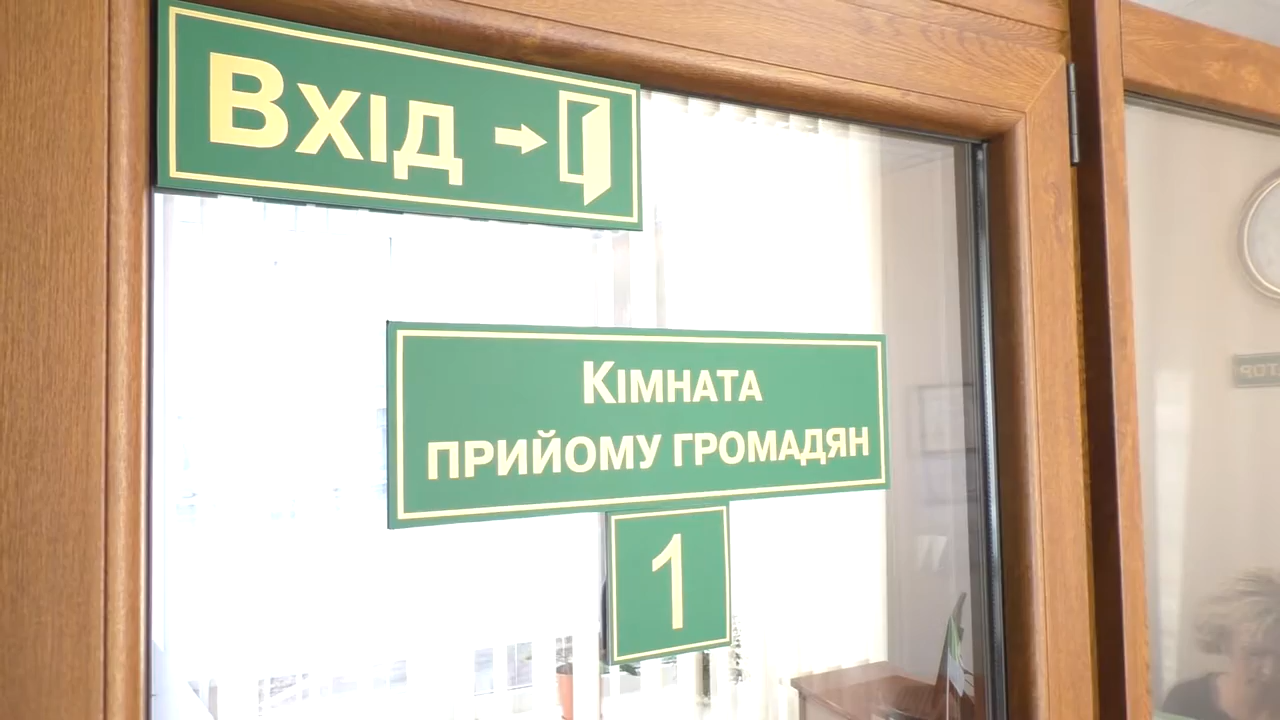 Вхід
Кімната
прийому громадян
1